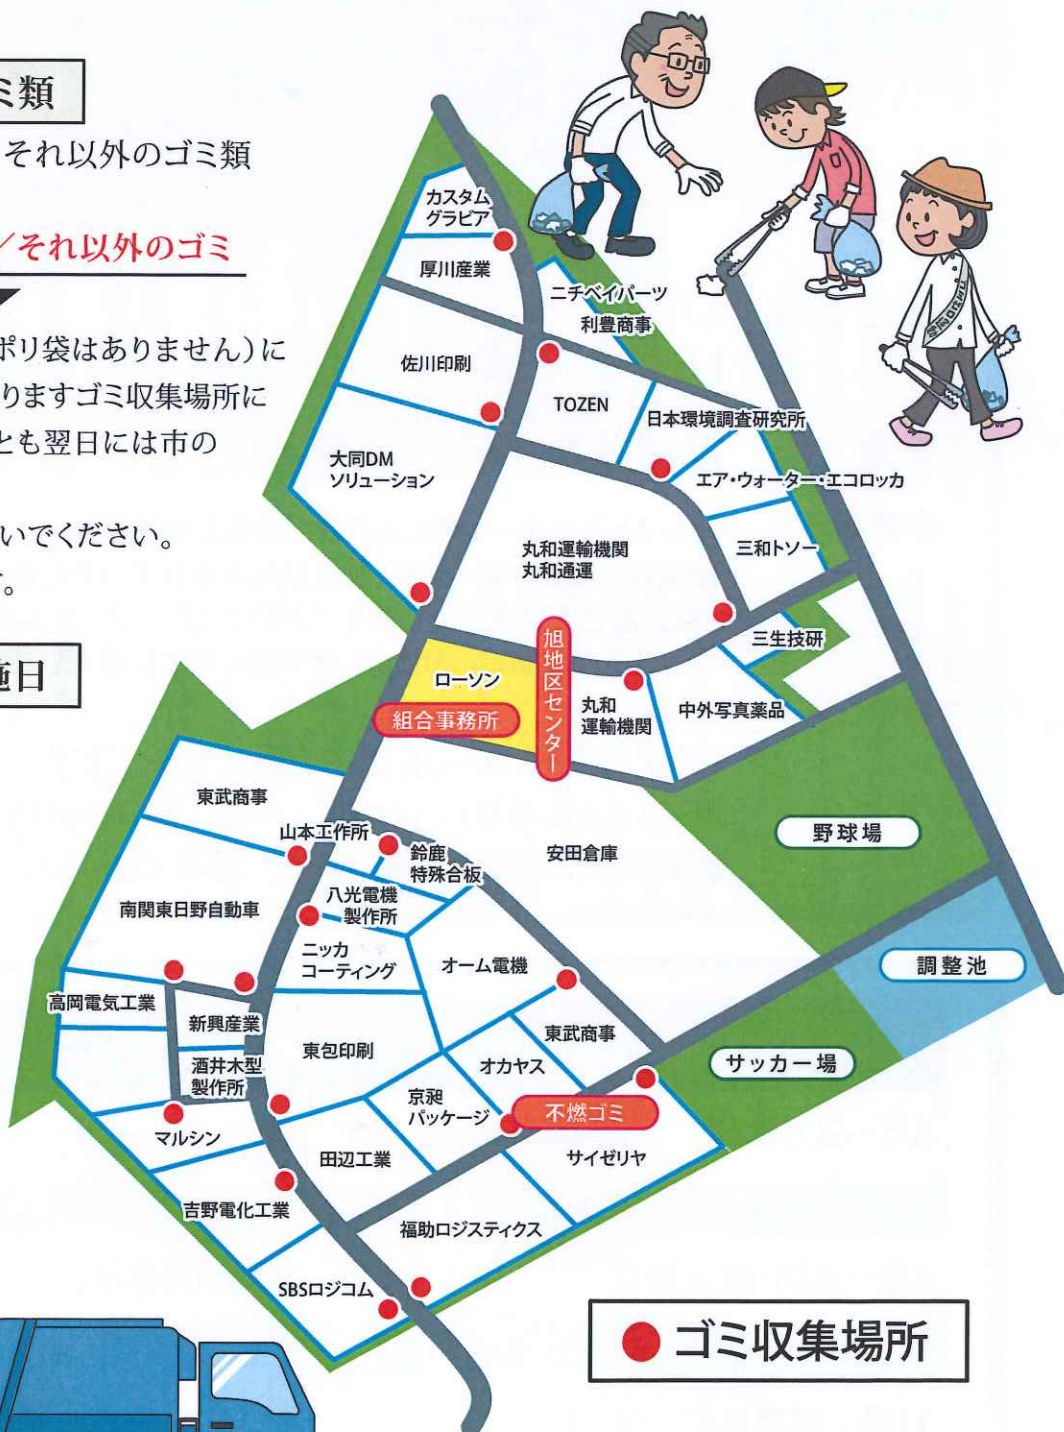 ミ類
それ以外のゴミ類
／それ以外のゴミ
ポリ袋はありません）に
りますゴミ収集場所に
とも翌日には市の
いでください。
。
施日
カスタム
グラビア
厚川産業
ニチベイパーツ
利豊商事
佐川印刷
TOZEN
日本環境調査研究所
大同DM
ソリューション
エア・ウォーター・エコロッカ
丸和運輸機関
丸和通運
三和トソー
三生技研
旭地区センター
ローソン
組合事務所
丸和
運輸機関
中外写真薬品
東武商事
山本工作所
鈴鹿
特殊合板
安田倉庫
野球場
八光電機
製作所
南関東日野自動車
ニッカ
コーティング
オーム電機
調整池
高岡電気工業
新興産業
東武商事
東包印刷
オカヤス
サッカー場
酒井木型
製作所
京昶
パッケージ
不燃ゴミ
マルシン
田辺工業
サイゼリヤ
吉野電化工業
福助ロジスティクス
SBSロジコム
ゴミ収集場所